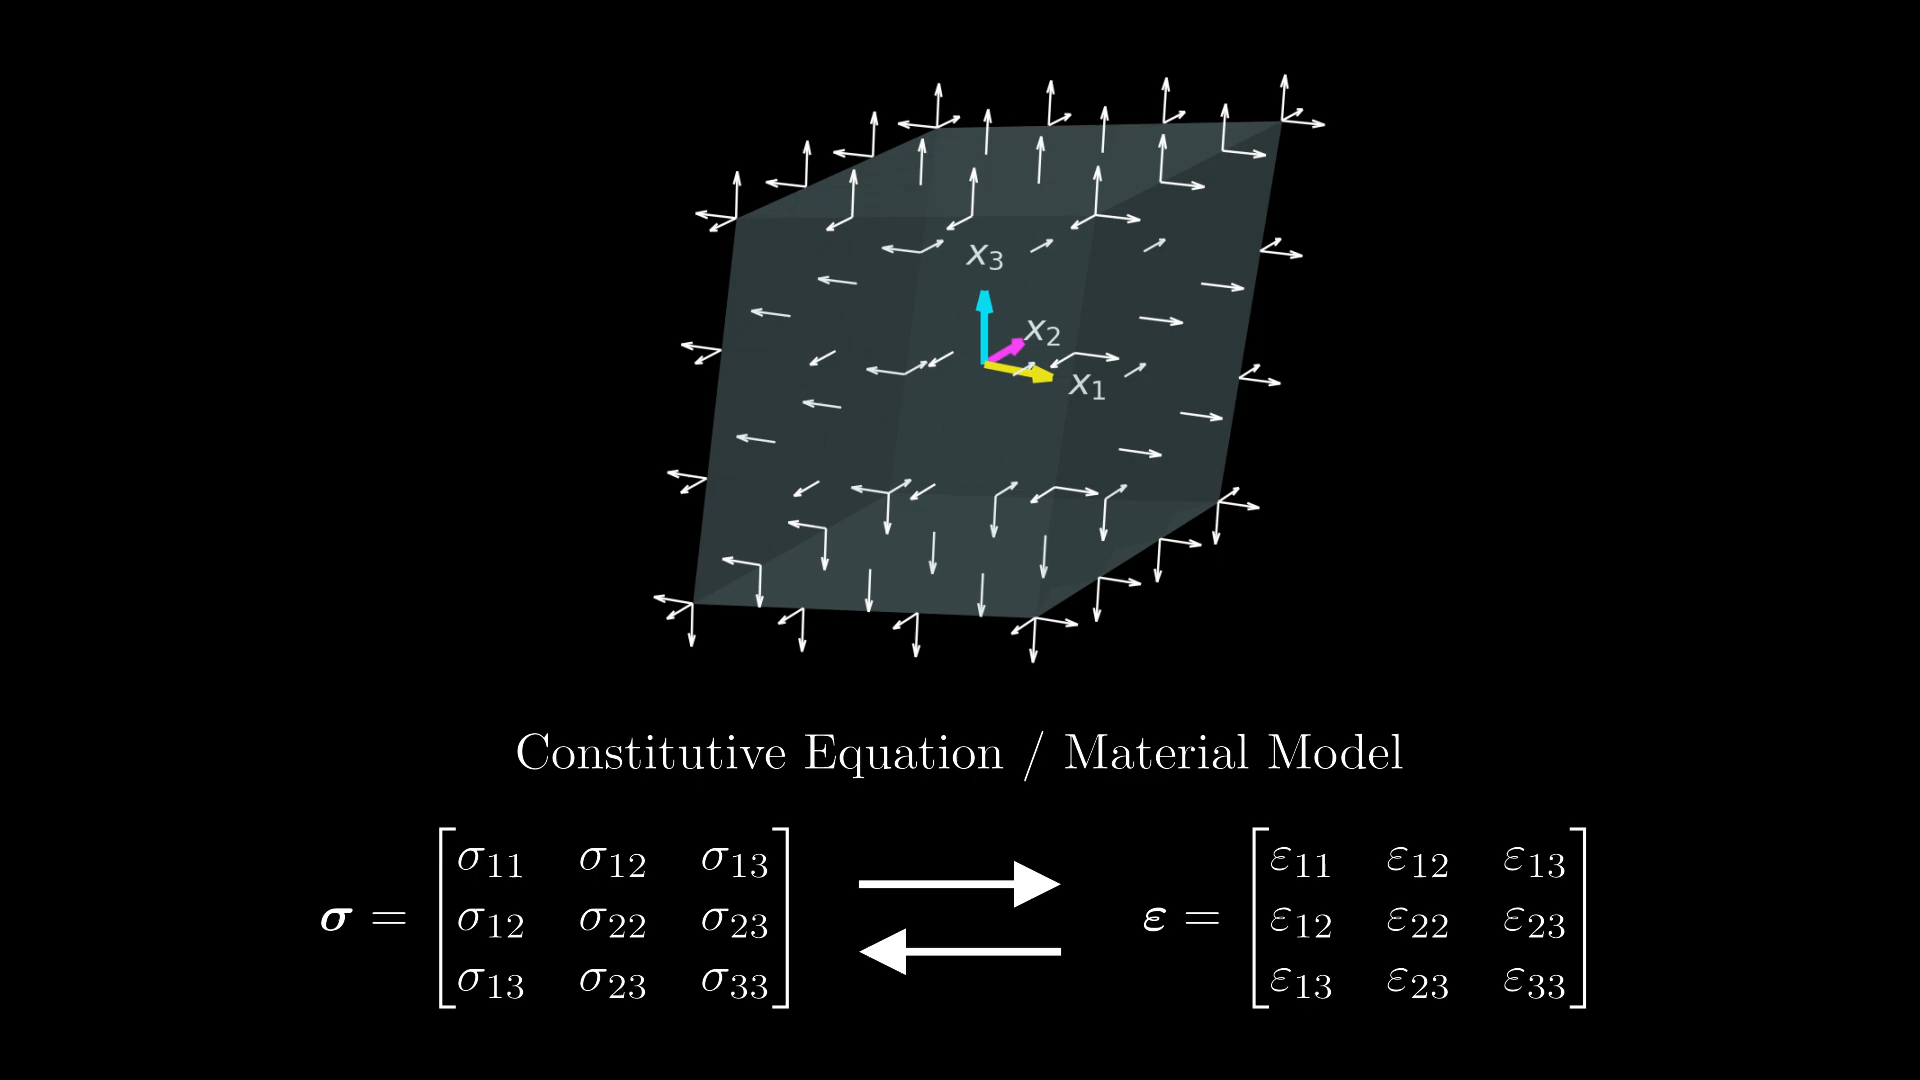 x₃
x₂
x₁
Constitutive Equation / Material Model
σ = [σ₁₁ σ₁₂ σ₁₃
σ₁₂ σ₂₂ σ₂₃
σ₁₃ σ₂₃ σ₃₃]
ε = [ε₁₁ ε₁₂ ε₁₃
ε₁₂ ε₂₂ ε₂₃
ε₁₃ ε₂₃ ε₃₃]